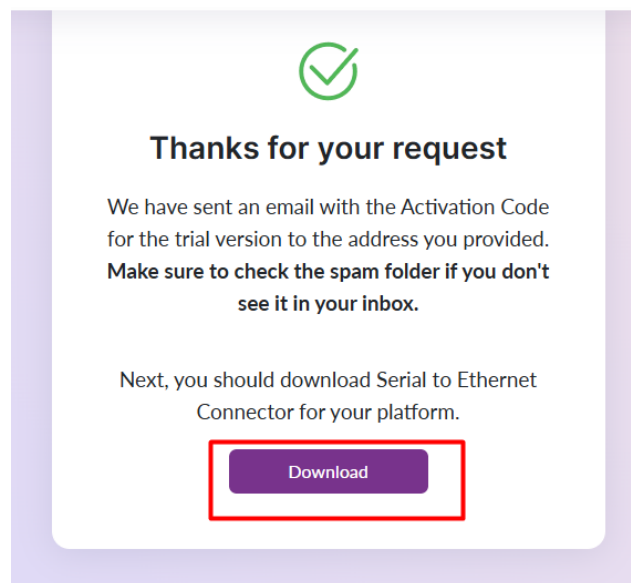 Thanks for your request
We have sent an email with the Activation Code
for the trial version to the address you provided.
Make sure to check the spam folder if you don't
see it in your inbox.
Next, you should download Serial to Ethernet
Connector for your platform.
Download